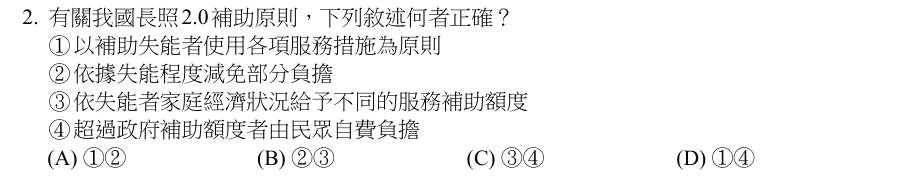 2. 有關我國長照2.0補助原則，下列敘述何者正確？
①以補助失能者使用各項服務措施為原則
②依據失能程度減免部分負擔
③依失能者家庭經濟狀況給予不同的服務補助額度
④超過政府補助額度者由民眾自費負擔
(A) ①② (B) ②③ (C) ③④ (D) ①④